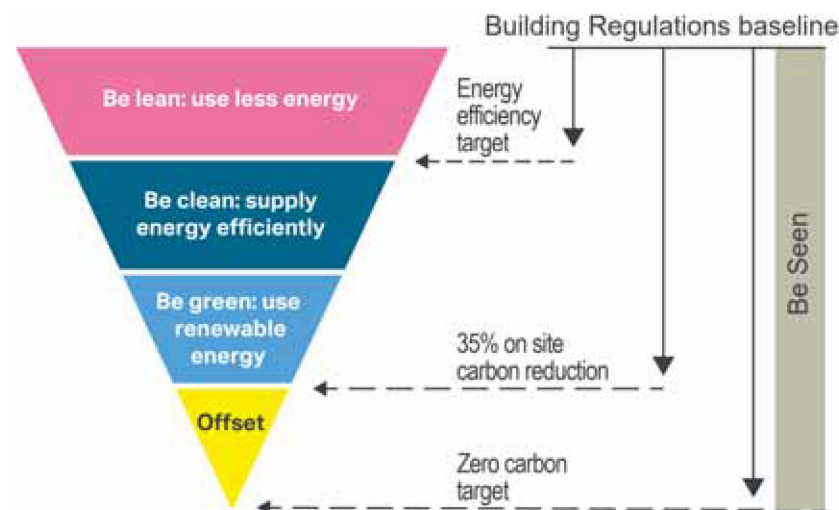 Building Regulations baseline
Be lean: use less energy
Energy
efficiency
target
Be clean: supply
energy efficiently
Be green: use
renewable
energy
35% on site
carbon reduction
Offset
Zero carbon
target
Be Seen